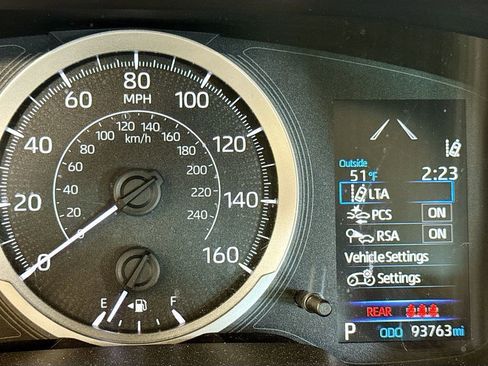 80
MPH
60
100
40
120
20
140
0
160
0
20
40
60
80
100
120
140
160
180
200
220
240
km/h
E
F
Outside
51°F
2:23
LTA
PCS ON
RSA ON
Vehicle Settings
Settings
REAR
P ODO 93763 mi